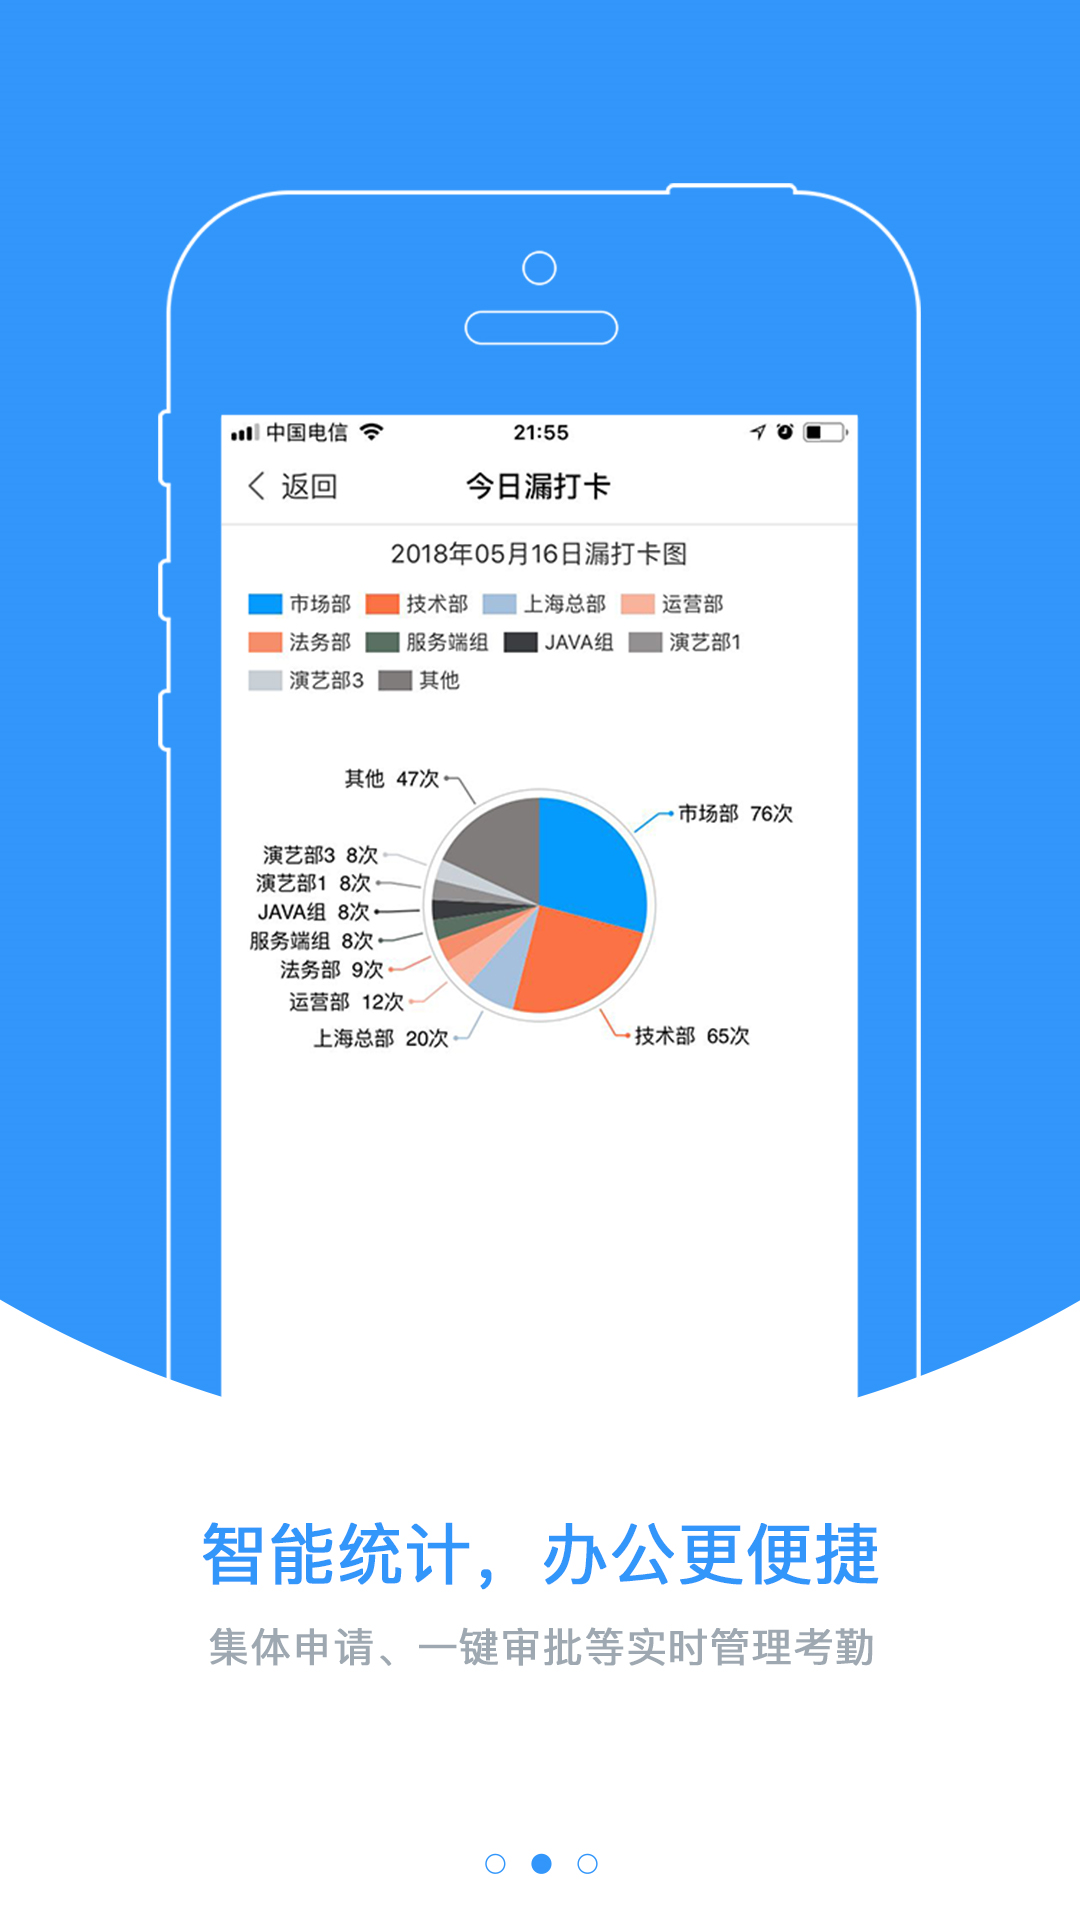 中国电信 21:55
返回 今日漏打卡
2018年05月16日漏打卡图
市场部 技术部 上海总部 运营部
法务部 服务端组 JAVA组 演艺部1
演艺部3 其他
其他 47次
市场部 76次
演艺部3 8次
演艺部1 8次
JAVA组 8次
服务端组 8次
法务部 9次
运营部 12次
上海总部 20次
技术部 65次
智能统计，办公更便捷
集体申请、一键审批等实时管理考勤